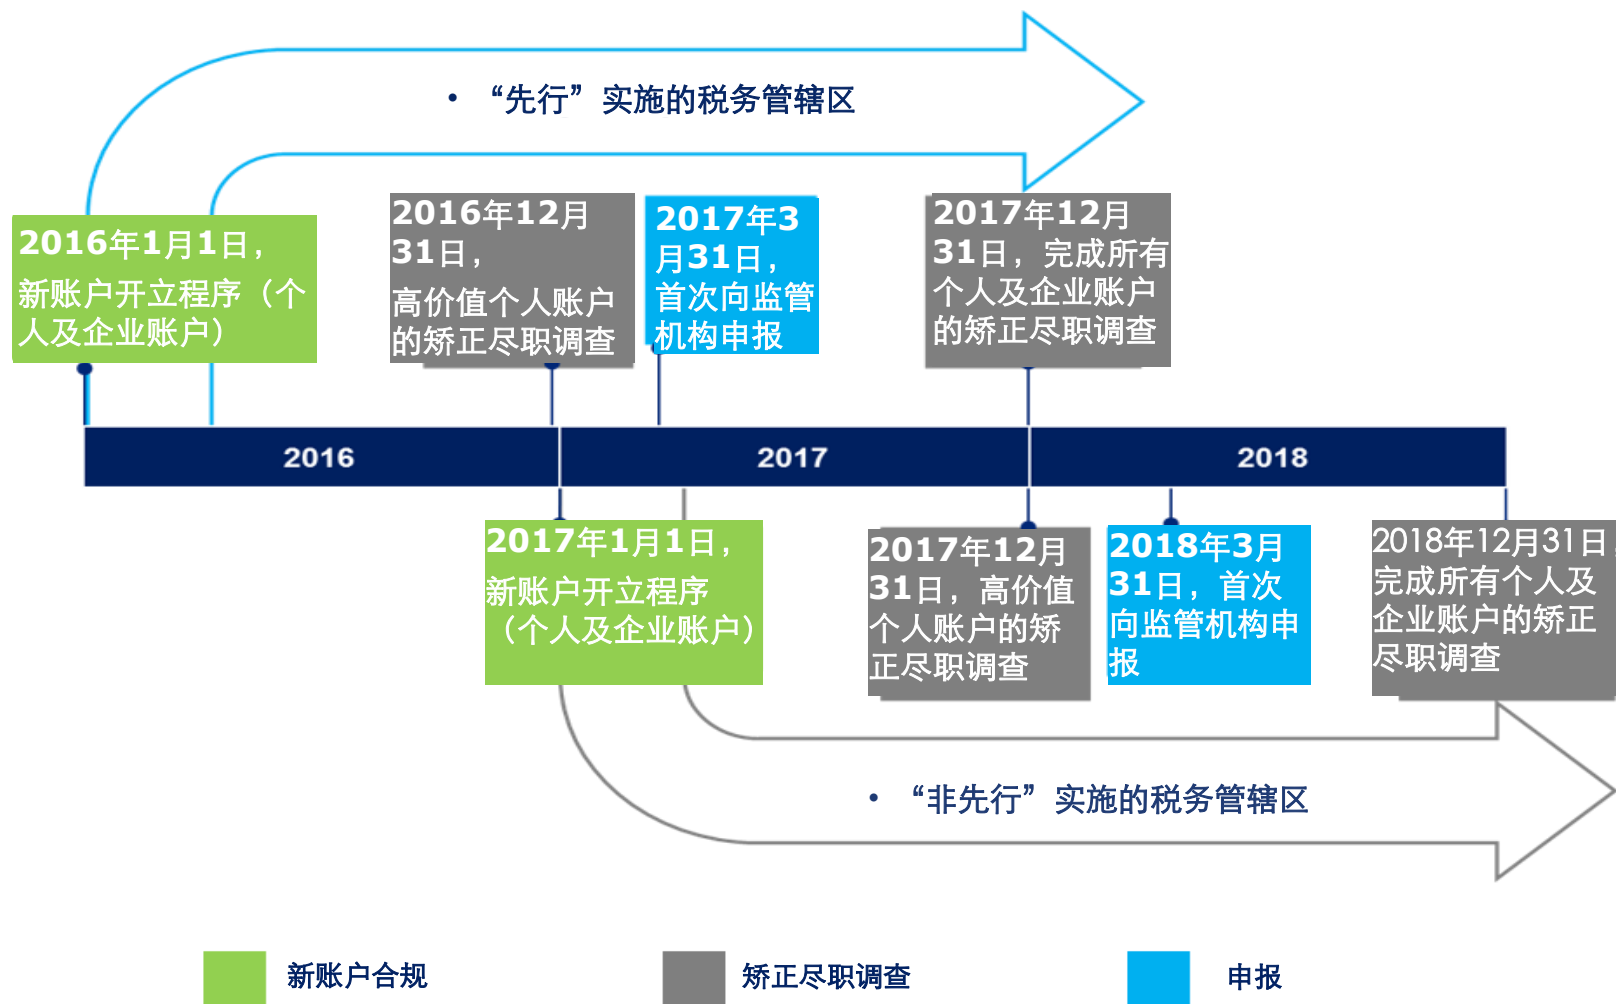 • “先行”实施的税务管辖区
2016年1月1日，
新账户开立程序（个
人及企业账户）
2016年12月
31日，
高价值个人账户
的矫正尽职调查
2017年3
月31日，
首次向监管
机构申报
2017年12月
31日，完成所有
个人及企业账户
的矫正尽职调查
2016
2017
2018
2017年1月1日，
新账户开立程序
（个人及企业账户）
2017年12月
31日，高价值
个人账户的矫
正尽职调查
2018年3月
31日，首次
向监管机构申
报
2018年12月31日，
完成所有个人及
企业账户的矫正
尽职调查
• “非先行”实施的税务管辖区
新账户合规
矫正尽职调查
申报